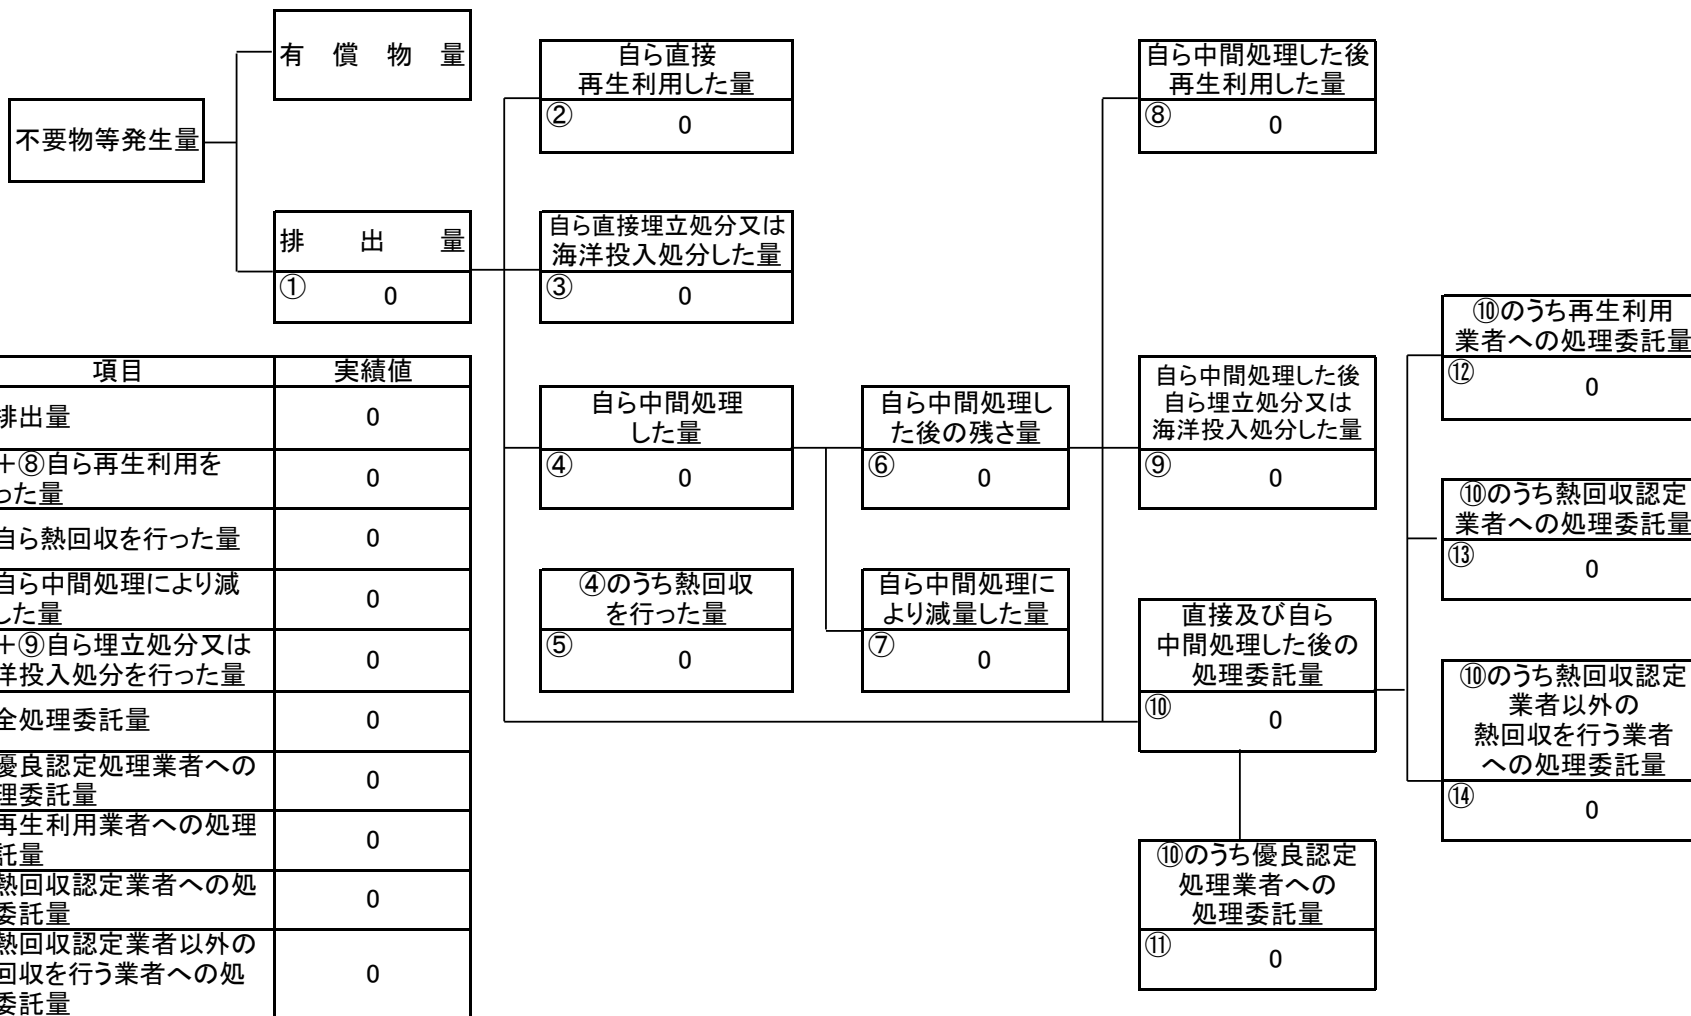 有償物量
不要物等発生量
排出量
①
0
自ら直接
再生利用した量
②
0
自ら直接埋立処分又は
海洋投入処分した量
③
0
自ら中間処理
した量
④
0
④のうち熱回収
を行った量
⑤
0
自ら中間処理し
た後の残さ量
⑥
0
自ら中間処理に
より減量した量
⑦
0
自ら中間処理した後
再生利用した量
⑧
0
自ら中間処理した後
自ら埋立処分又は
海洋投入処分した量
⑨
0
直接及び自ら
中間処理した後の
処理委託量
⑩
0
⑩のうち優良認定
処理業者への
処理委託量
⑪
0
⑩のうち再生利用
業者への処理委託量
⑫
0
⑩のうち熱回収認定
業者への処理委託量
⑬
0
⑩のうち熱回収認定
業者以外の
熱回収を行う業者
への処理委託量
⑭
0
項目 実績値
排出量 0
+⑧自ら再生利用を
った量 0
自ら熱回収を行った量 0
自ら中間処理により減
した量 0
+⑨自ら埋立処分又は
洋投入処分を行った量 0
全処理委託量 0
優良認定処理業者への
理委託量 0
再生利用業者への処理
託量 0
熱回収認定業者への処
委託量 0
熱回収認定業者以外の
回収を行う業者への処 0
委託量